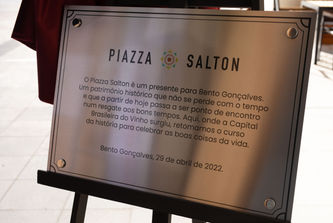 PIAZZA SALTON
O Piazza Salton é um presente para Bento Gonçalves.
Um patrimônio histórico que não se perde com o tempo
e que a partir de hoje passa a ser ponto de encontro
num resgate aos bons tempos. Aqui, onde a Capital
Brasileira do Vinho surgiu, retomamos o curso
da história para celebrar as boas coisas da vida.
Bento Gonçalves, 29 de abril de 2022.